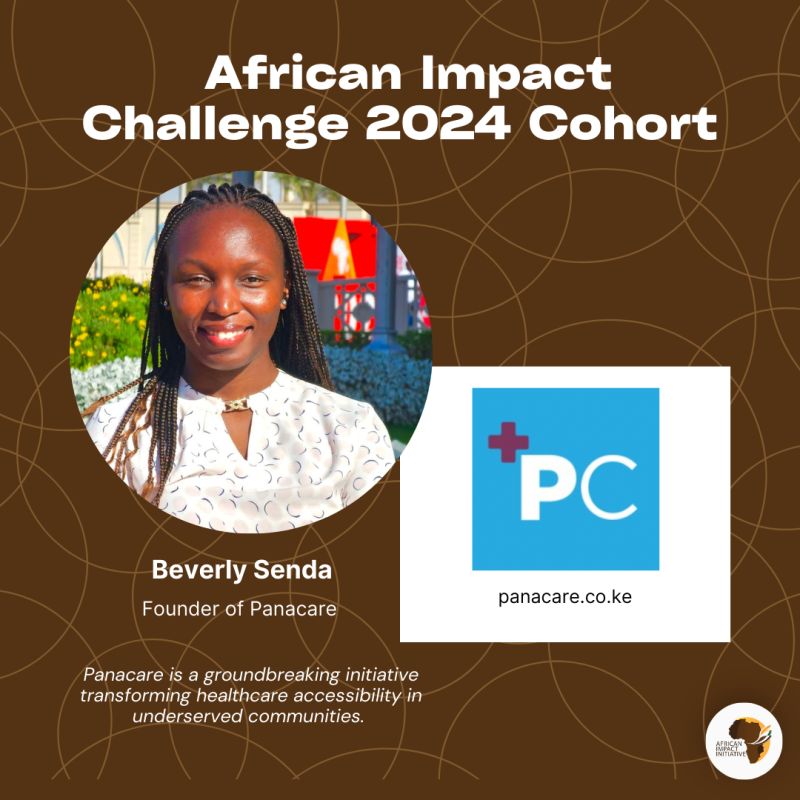 African Impact
Challenge 2024 Cohort
PC
panacare.co.ke
Beverly Senda
Founder of Panacare
Panacare is a groundbreaking initiative
transforming healthcare accessibility in
underserved communities.
AFRICAN
IMPACT
INITIATIVE